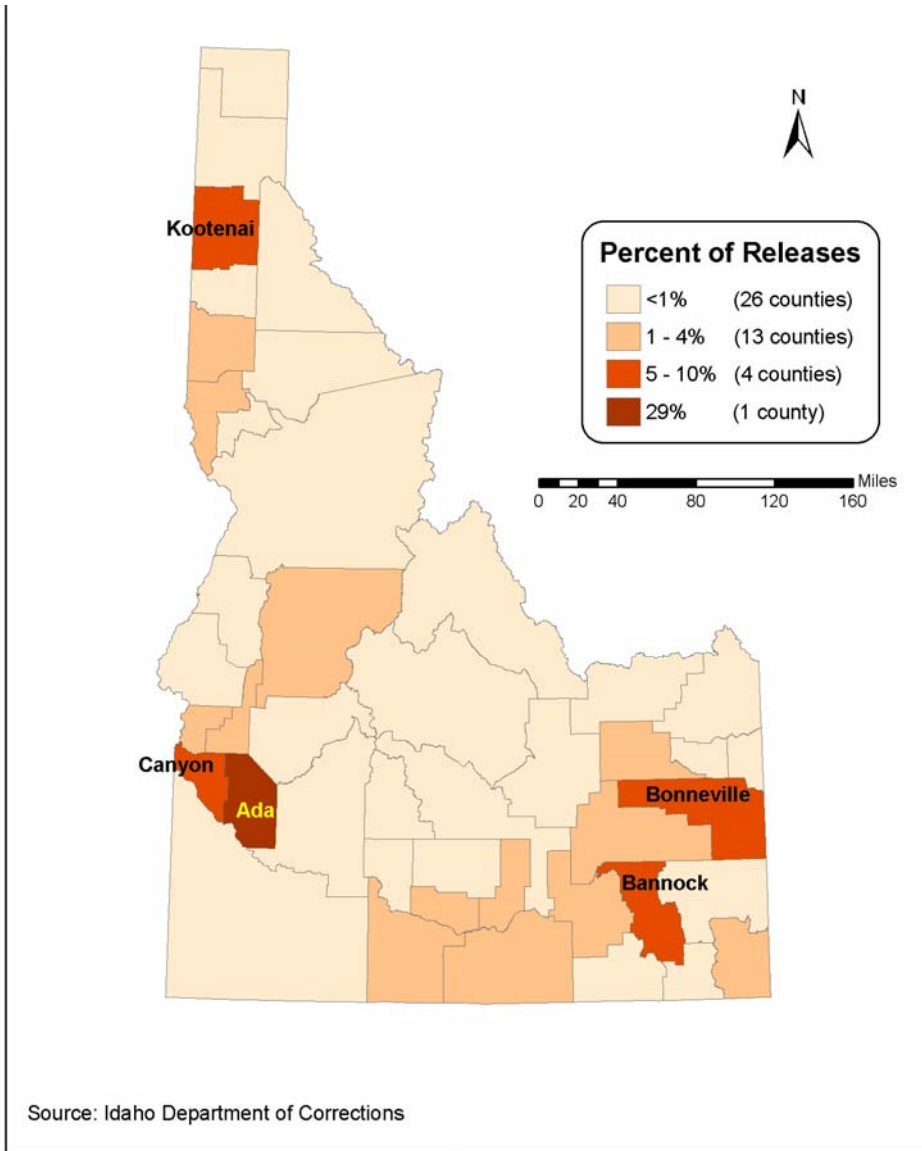 N
Kootenai
Percent of Releases
<1% (26 counties)
1 - 4% (13 counties)
5 - 10% (4 counties)
29% (1 county)
Miles
0 20 40 80 120 160
Canyon
Ada
Bonneville
Bannock
Source: Idaho Department of Corrections